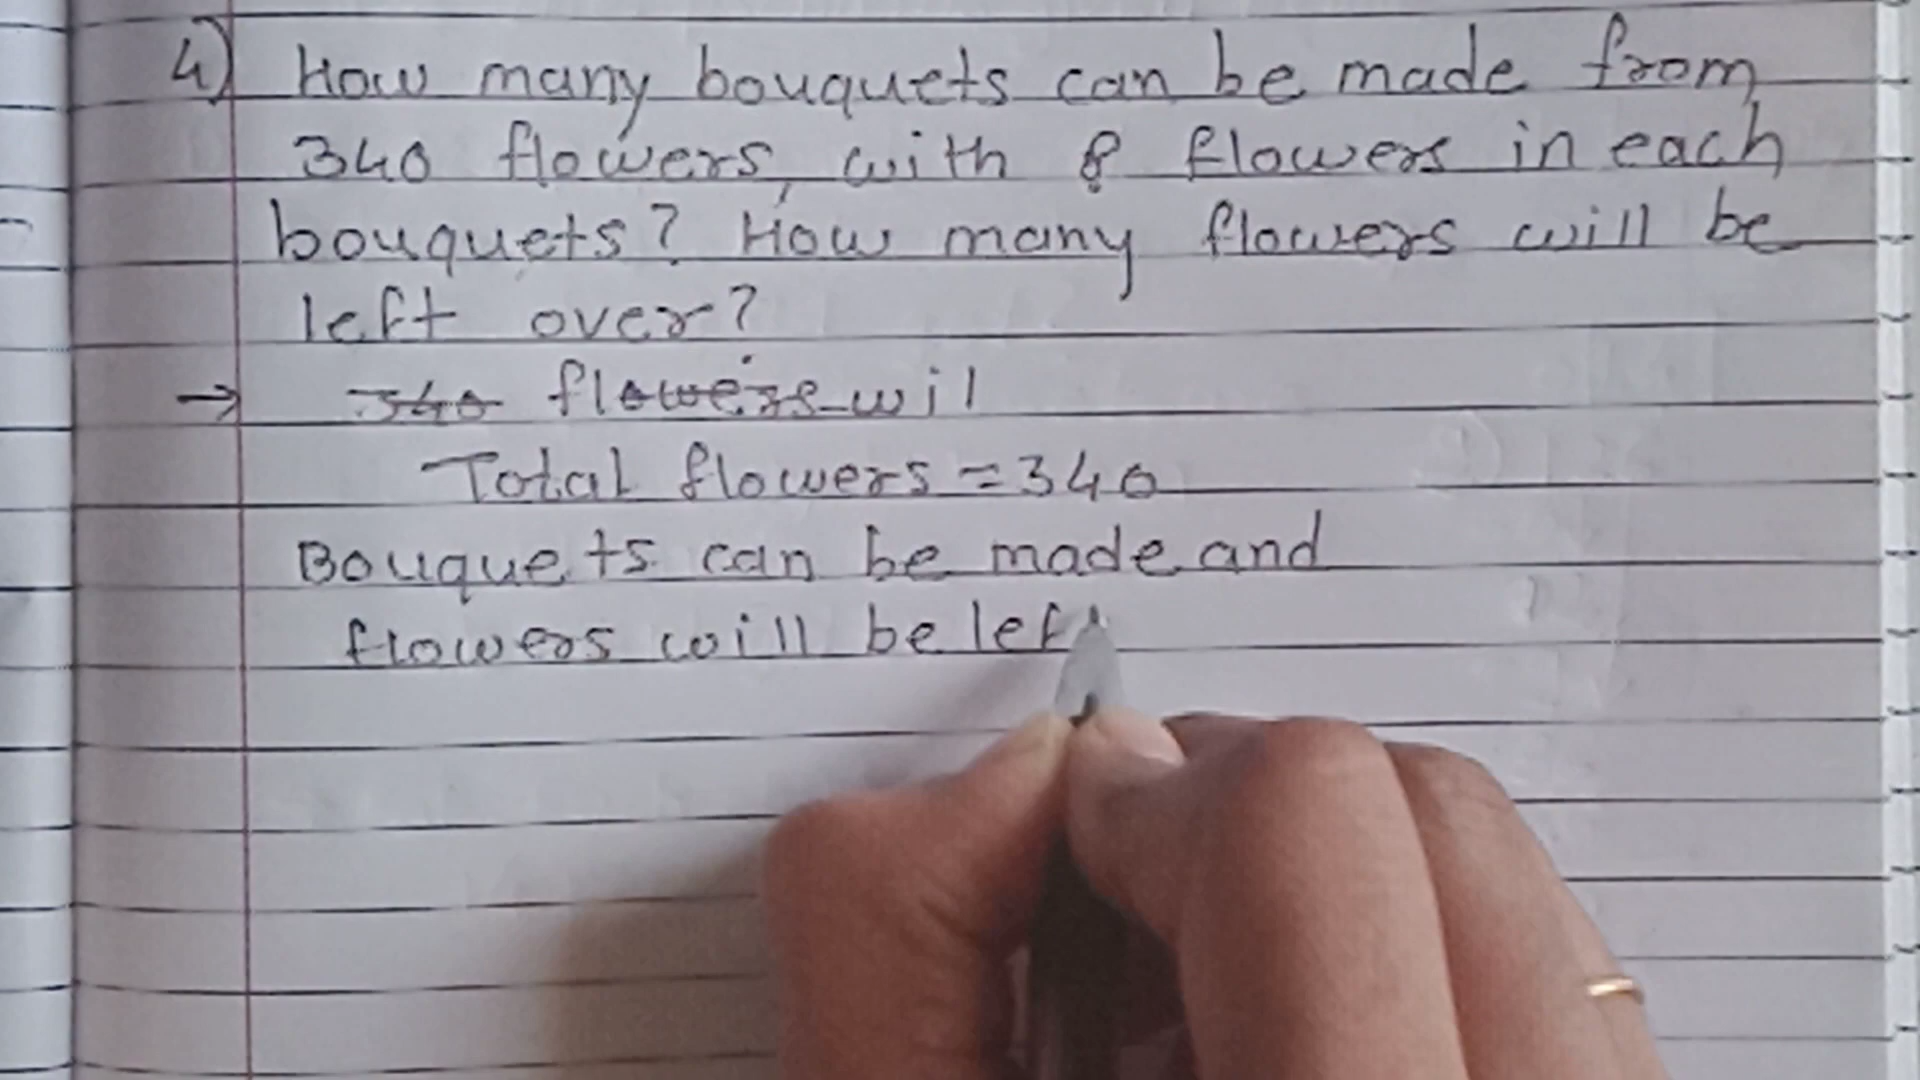 4) How many bouquets can be made from
340 flowers, with 8 flowers in each
bouquets? How many flowers will be
left over?
→ 340 flowers wil
Total flowers = 340
Bouquets can be made and
flowers will be lef